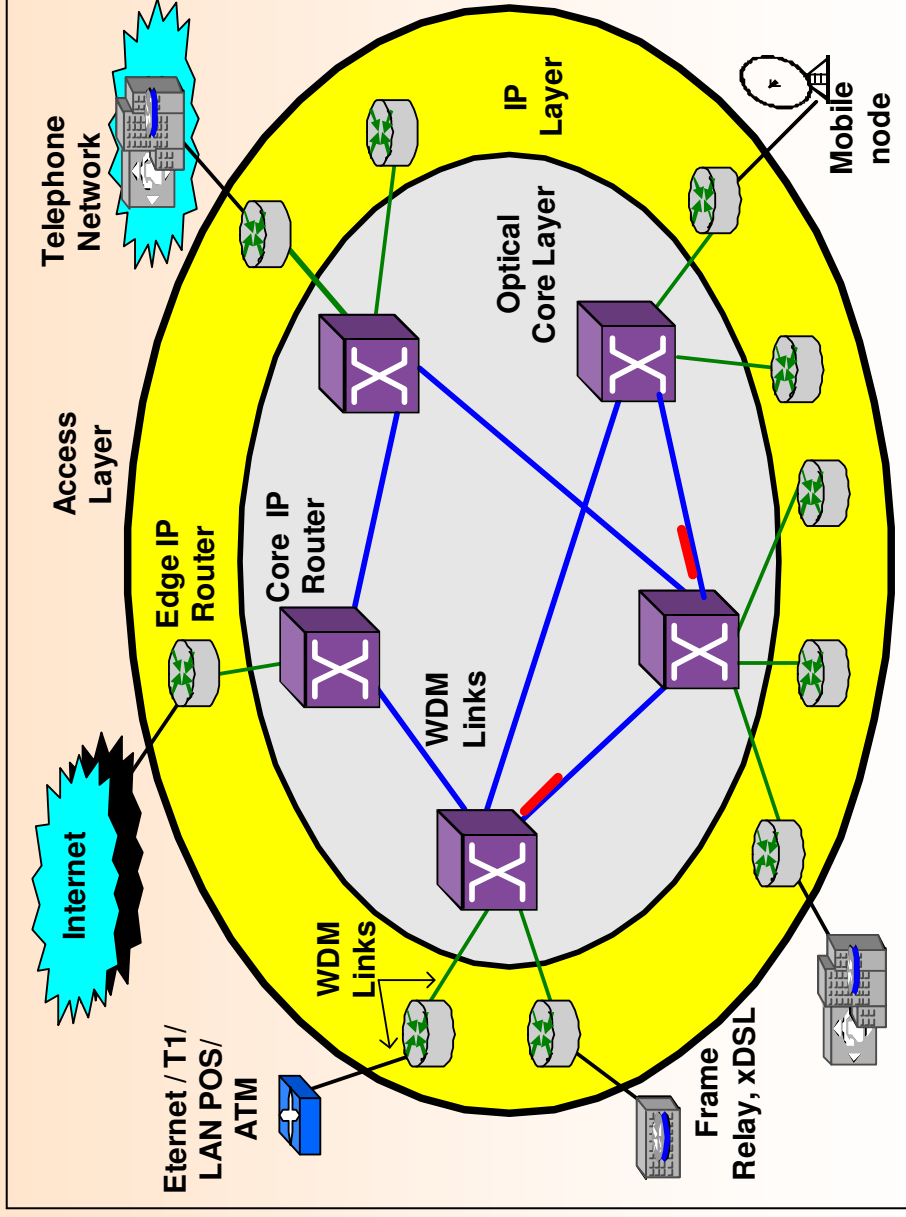 Eternet / T1/
LAN POS/
ATM
Internet
Access
Layer
Telephone
Network
Edge IP
Router
Core IP
Router
WDM
Links
WDM
Links
Optical
Core Layer
IP
Layer
Frame
Relay, xDSL
Mobile
node